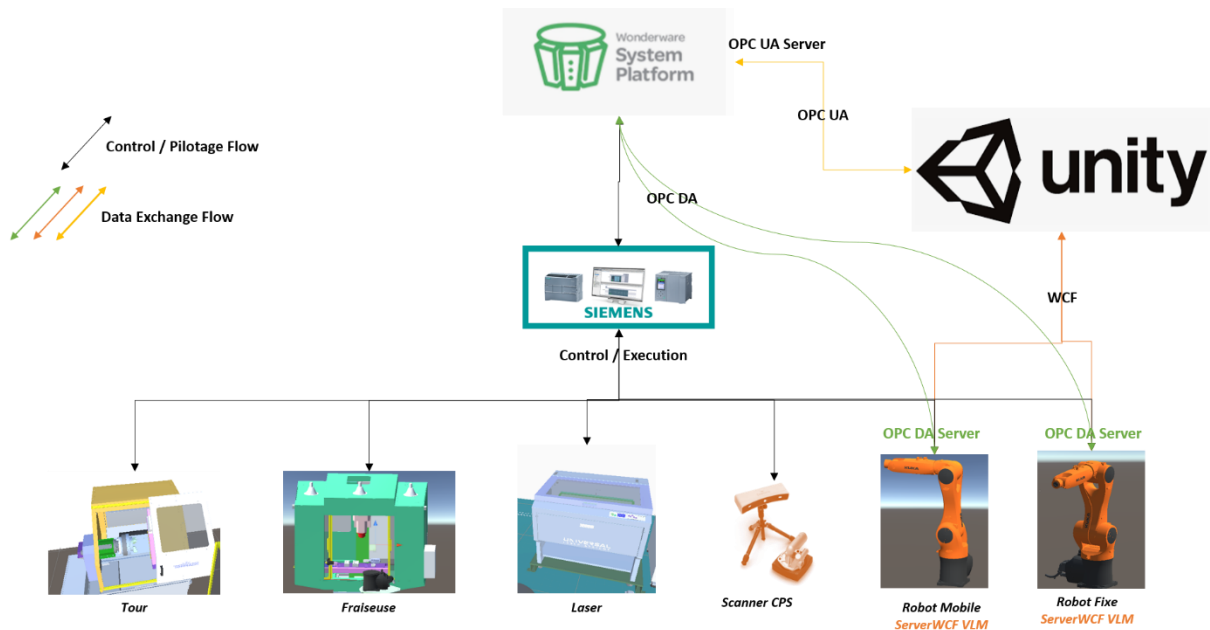 Wonderware
System
Platform
OPC UA Server
OPC UA
unity
Control / Pilotage Flow
Data Exchange Flow
OPC DA
SIEMENS
WCF
Control / Execution
OPC DA Server
OPC DA Server
UNIVERSAL
Tour
Fraiseuse
Laser
Scanner CPS
Robot Mobile
ServerWCF VLM
Robot Fixe
ServerWCF VLM